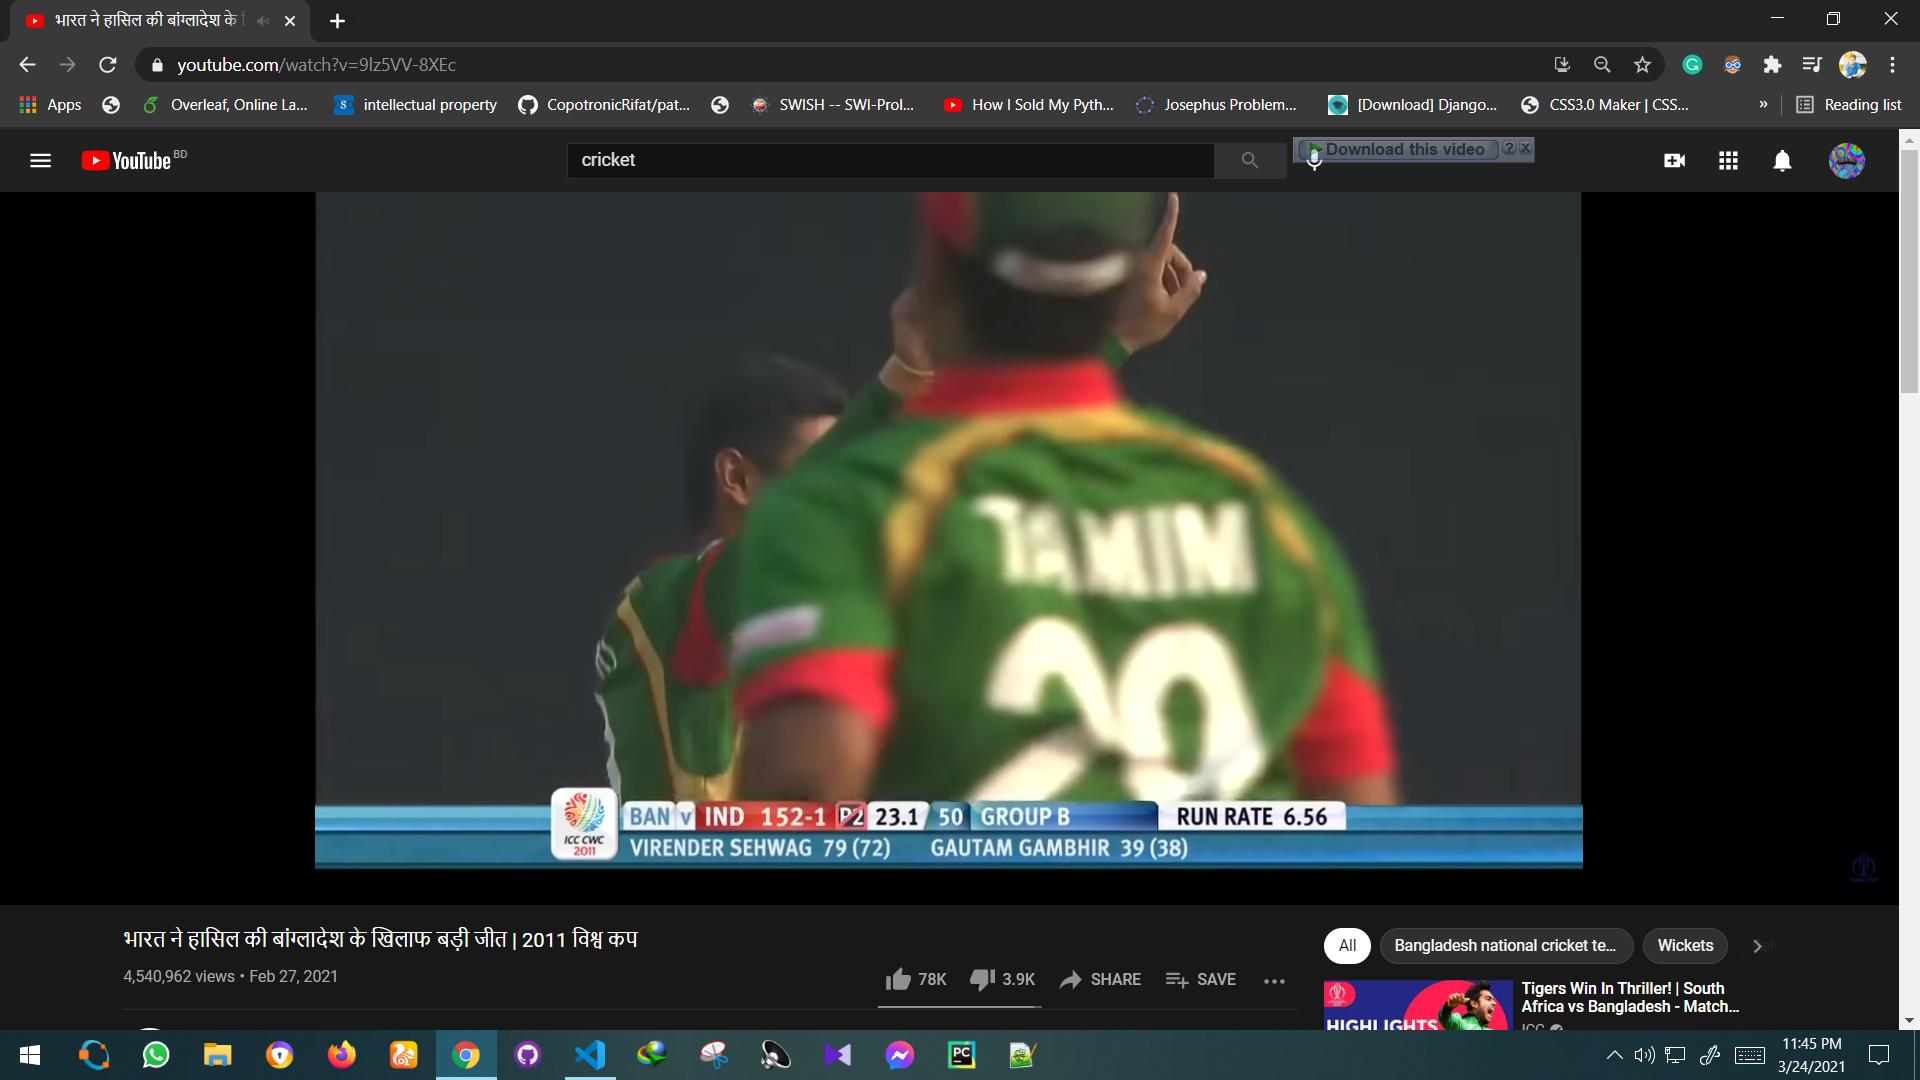 भारत ने हासिल की बांग्लादेश के
youtube.com/watch?v=9lz5VV-8XEc
Apps
Overleaf, Online La...
intellectual property
CopotronicRifat/pat...
SWISH -- SWI-Prol...
How I Sold My Pyth...
Josephus Problem...
[Download] Django...
CSS3.0 Maker | CSS...
»
Reading list
YouTube BD
cricket
Download this video ?
TAMIM
BAN v IND 152-1 P2 23.1 50 GROUP B RUN RATE 6.56
ICC CWC 2011
VIRENDER SEHWAG 79 (72) GAUTAM GAMBHIR 39 (38)
भारत ने हासिल की बांग्लादेश के खिलाफ बड़ी जीत | 2011 विश्व कप
4,540,962 views • Feb 27, 2021
78K 3.9K SHARE SAVE
All Bangladesh national cricket te... Wickets
HIGHLIGHTS
Tigers Win In Thriller! | South
Africa vs Bangladesh - Match...
ICC
PC
11:45 PM
3/24/2021